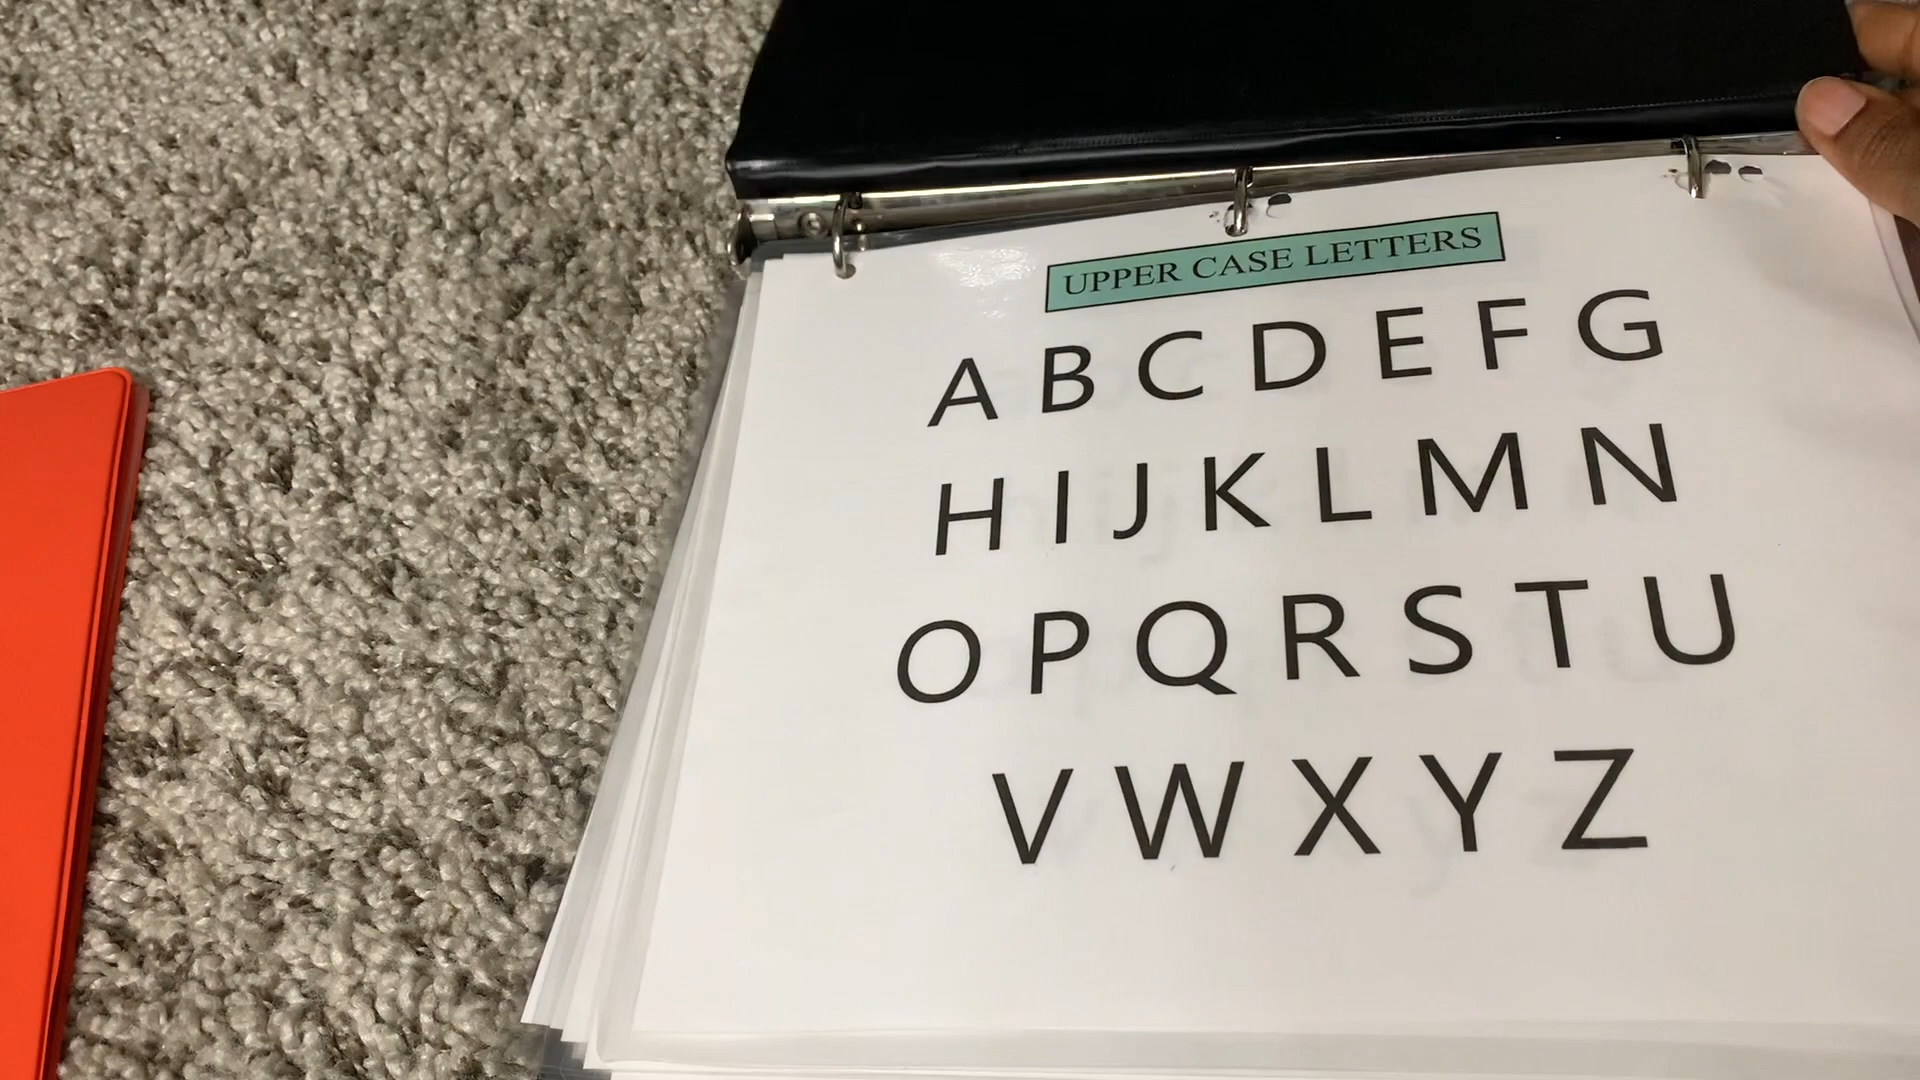 UPPER CASE LETTERS
A B C D E F G
H I J K L M N
O P Q R S T U
V W X Y Z